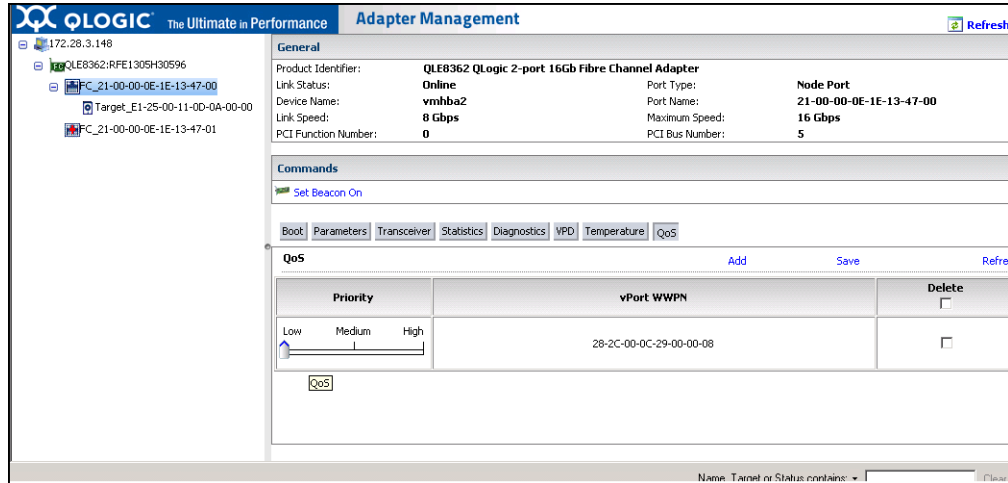 QLOGIC The Ultimate in Performance
Adapter Management
Refresh
172.28.3.148
QLE8362:RFE1305H30596
FC_21-00-00-0E-1E-13-47-00
Target_E1-25-00-11-0D-0A-00-00
FC_21-00-00-0E-1E-13-47-01
General
Product Identifier: QLE8362 QLogic 2-port 16Gb Fibre Channel Adapter
Link Status: Online Port Type: Node Port
Device Name: vmhba2 Port Name: 21-00-00-0E-1E-13-47-00
Link Speed: 8 Gbps Maximum Speed: 16 Gbps
PCI Function Number: 0 PCI Bus Number: 5
Commands
Set Beacon On
Boot Parameters Transceiver Statistics Diagnostics VPD Temperature QoS
QoS Add Save Refre
Priority vPort WWPN Delete
Low Medium High
28-2C-00-0C-29-00-00-08
QoS
Name, Target or Status contains: Clear